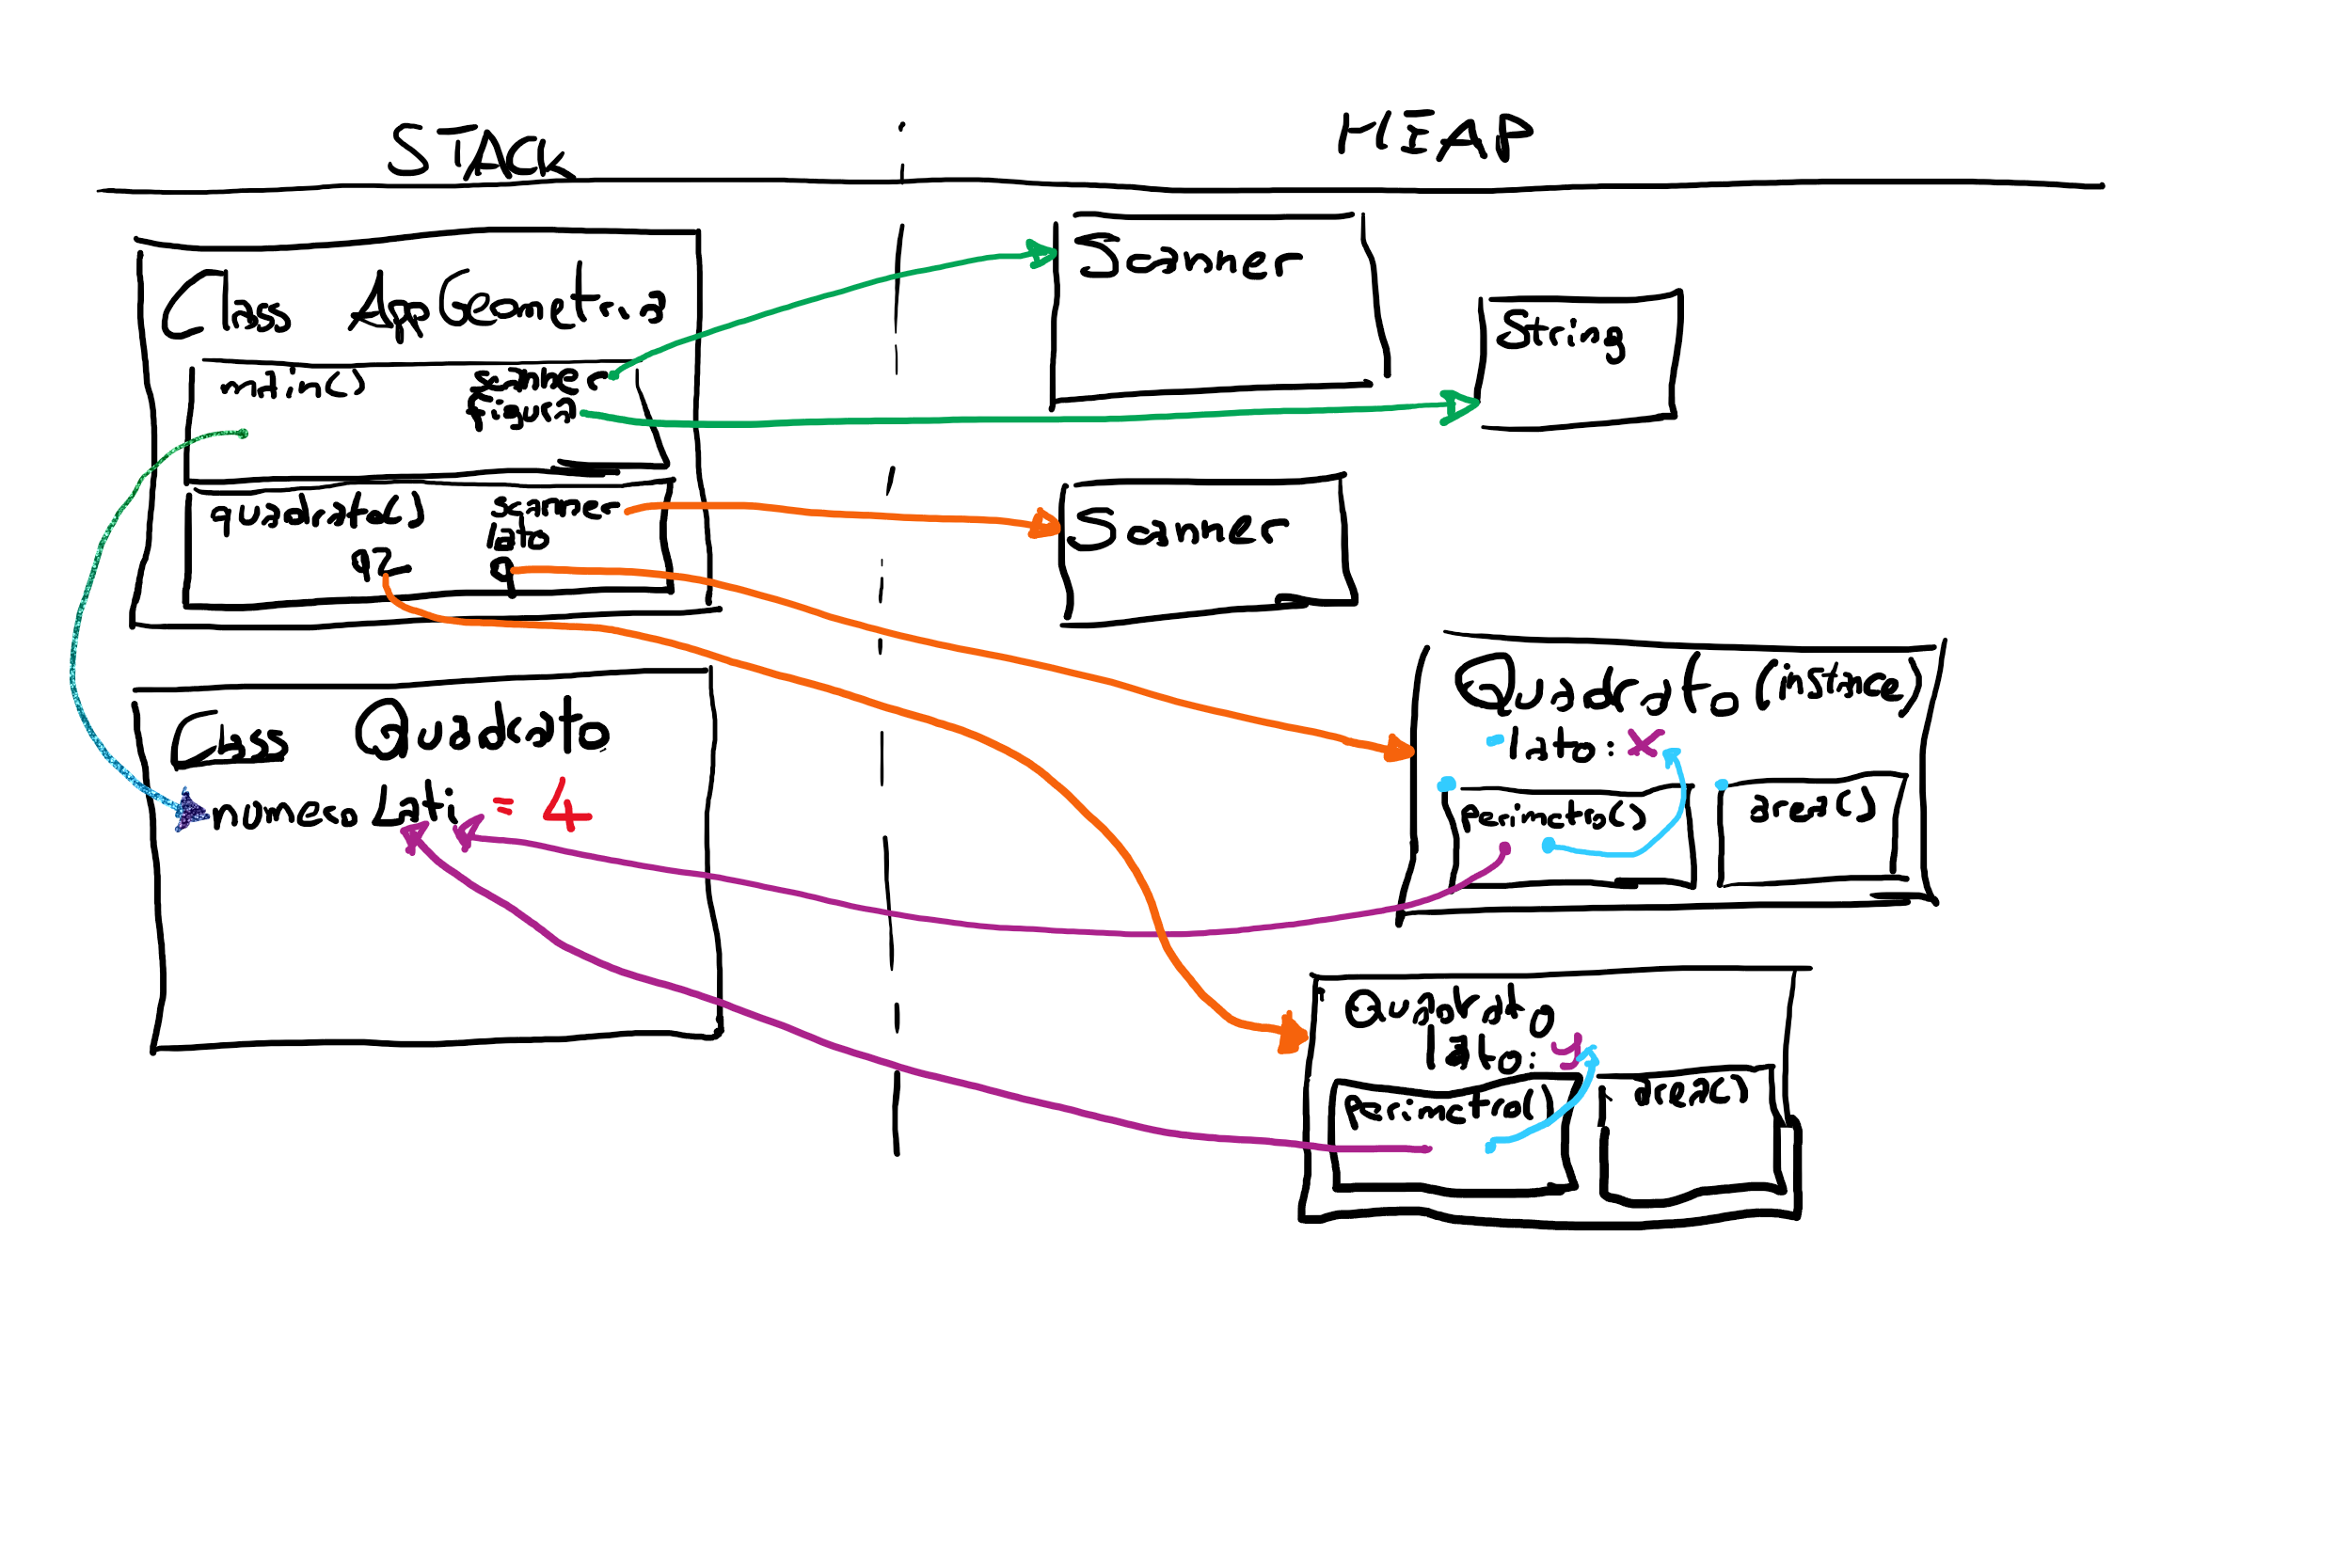 STACK
HEAP
Class AppGeometria
main()
scanner
figura
quadrato()
scanner
lato
q2
q
Class Quadrato
numeroLati = 4
Scanner
String
Scanner
Quadrato (instance)
lato: x
perimetro()
area()
Quadrato
lato: y
perimetro()
area()